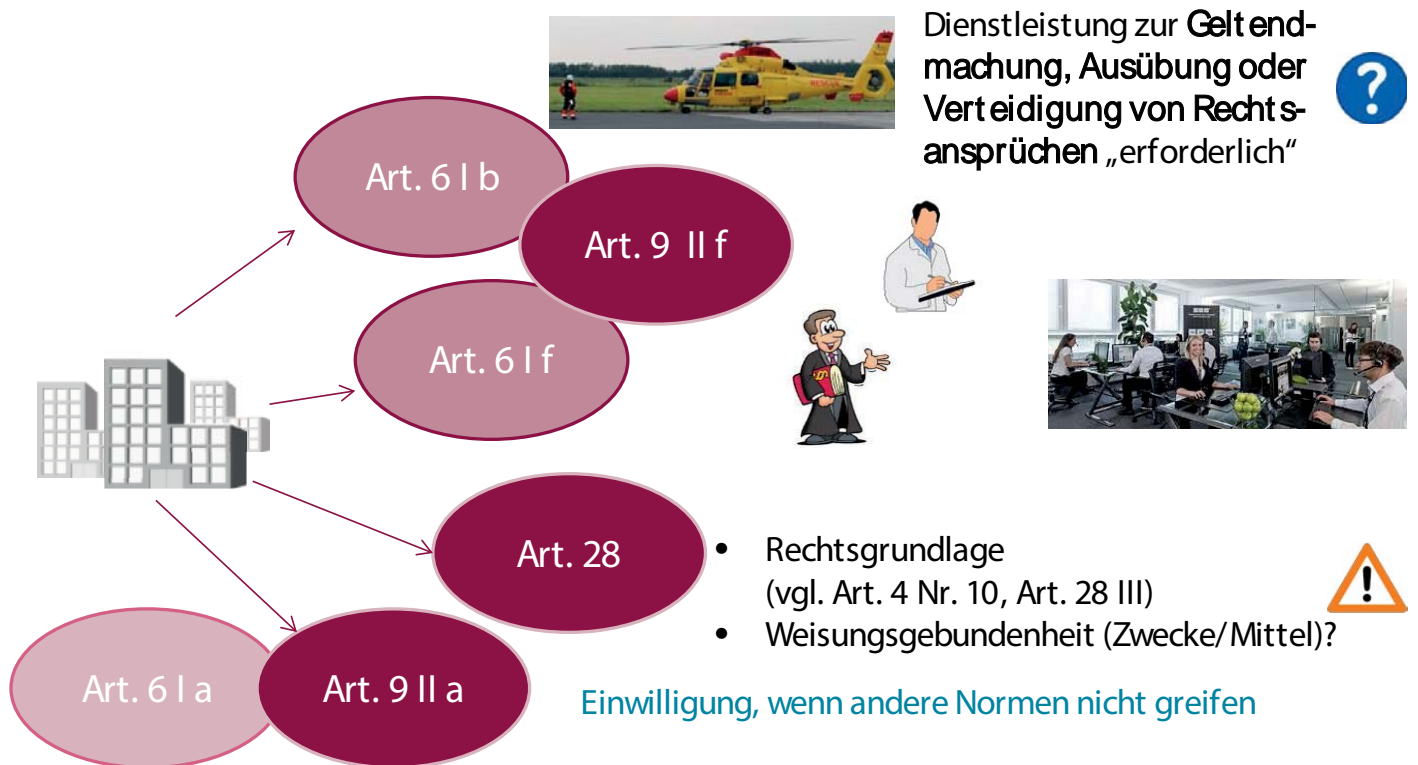 Dienstleistung zur Geltend-
machung, Ausübung oder
Verteidigung von Rechts-
ansprüchen „erforderlich“
?
Art. 6 I b
Art. 9 II f
Art. 6 I f
Art. 28
• Rechtsgrundlage
(vgl. Art. 4 Nr. 10, Art. 28 III)
• Weisungsgebundenheit (Zwecke/Mittel)?
!
Art. 6 I a
Art. 9 II a
Einwilligung, wenn andere Normen nicht greifen